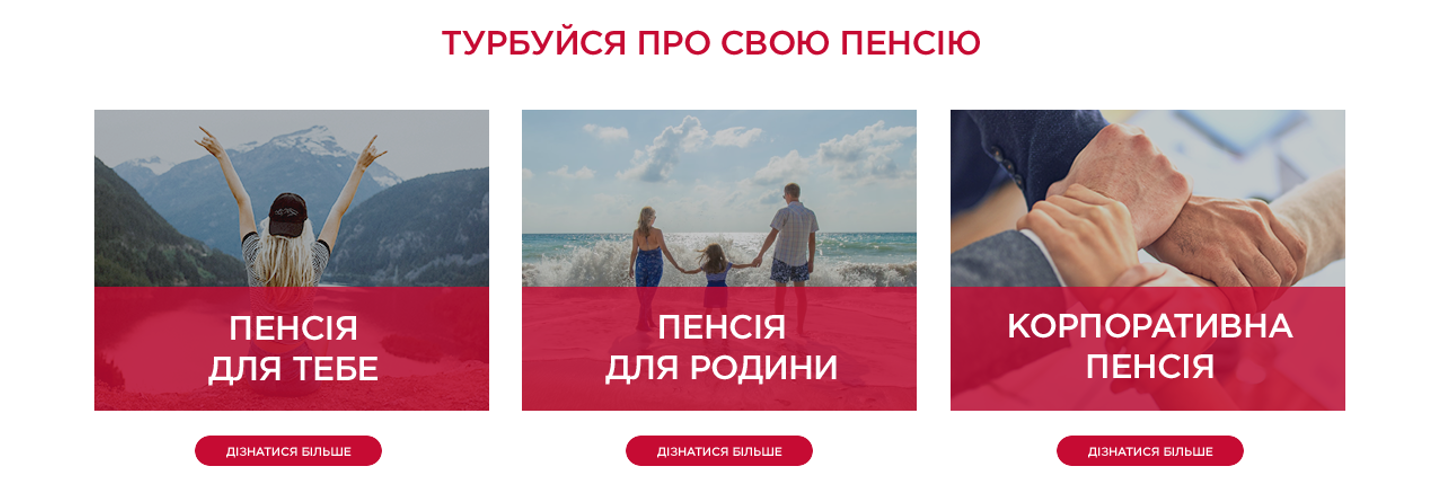 ТУРБУЙСЯ ПРО СВОЮ ПЕНСІЮ
ПЕНСІЯ
ДЛЯ ТЕБЕ
ПЕНСІЯ
ДЛЯ РОДИНИ
КОРПОРАТИВНА
ПЕНСІЯ
ДІЗНАТИСЯ БІЛЬШЕ
ДІЗНАТИСЯ БІЛЬШЕ
ДІЗНАТИСЯ БІЛЬШЕ